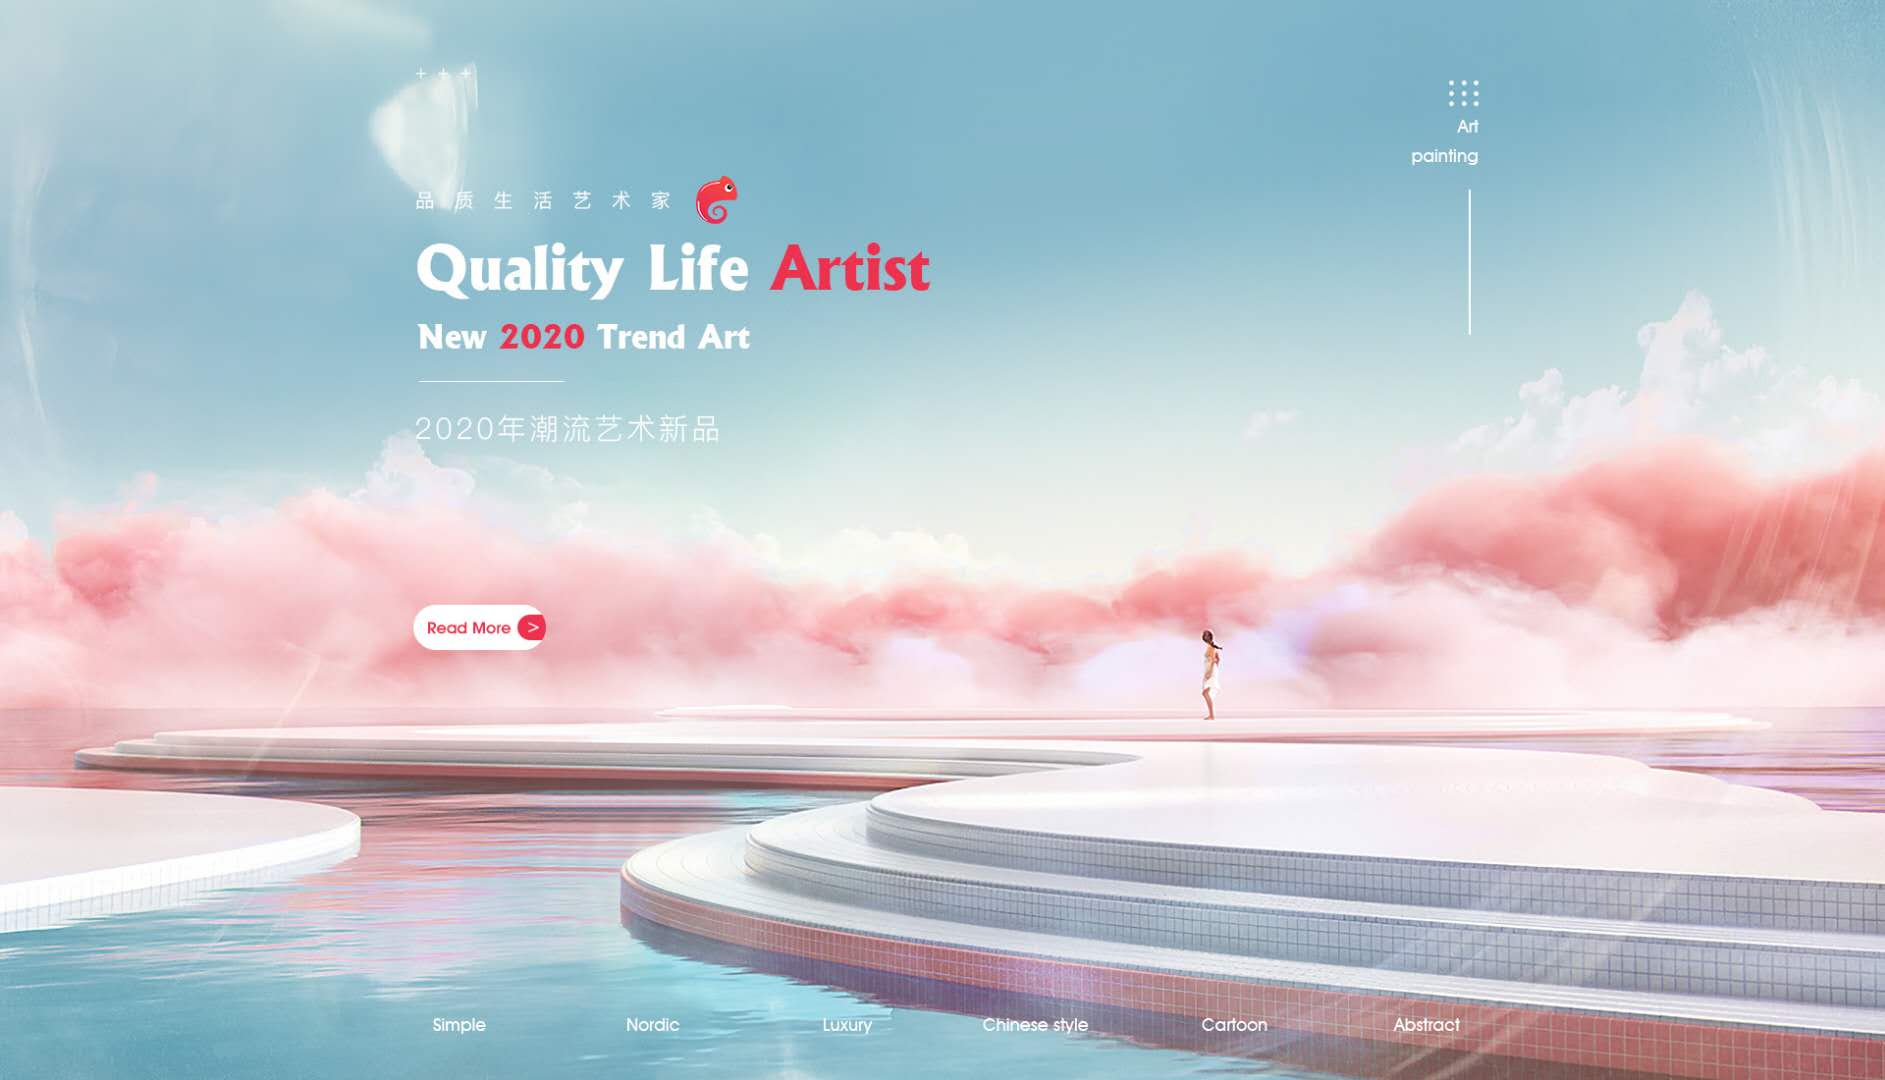 + + +
Art
painting
品质生活艺术家
Quality Life Artist
New 2020 Trend Art
2020年潮流艺术新品
Read More >
Simple
Nordic
Luxury
Chinese style
Cartoon
Abstract